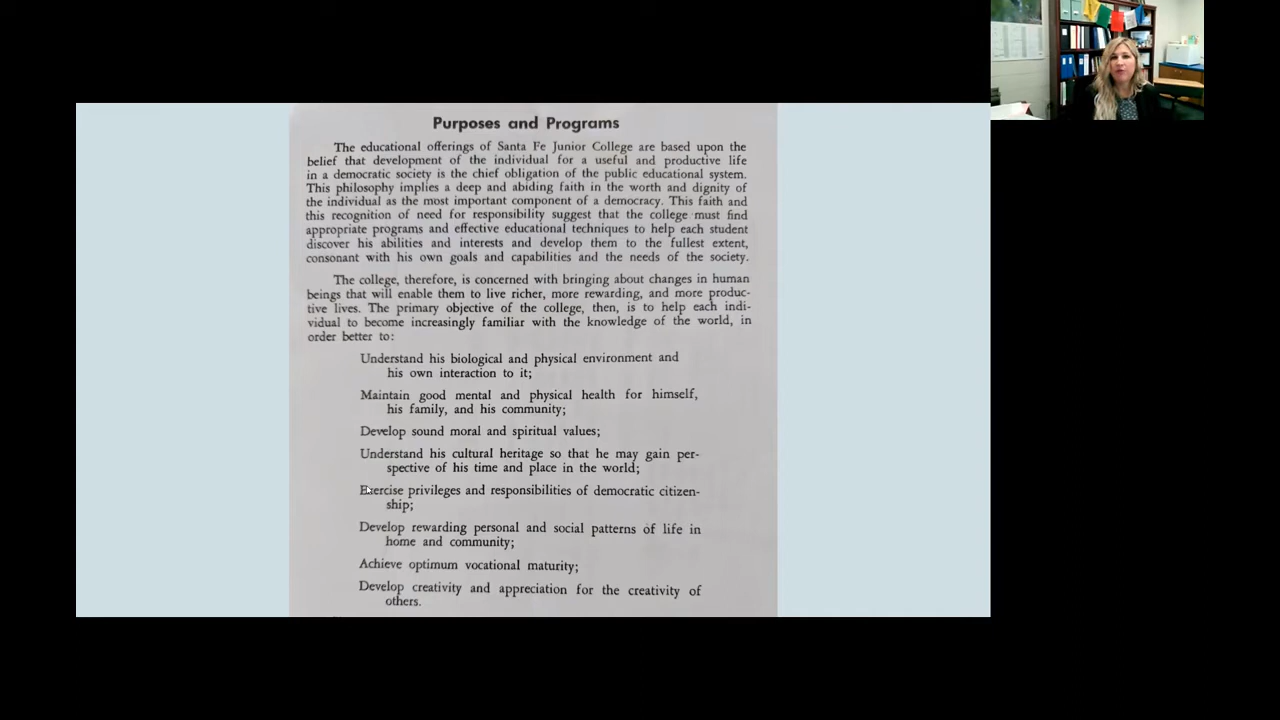 Purposes and Programs
The educational offerings of Santa Fe Junior College are based upon the
belief that development of the individual for a useful and productive life
in a democratic society is the chief obligation of the public educational system.
This philosophy implies a deep and abiding faith in the worth and dignity of
the individual as the most important component of a democracy. This faith and
this recognition of need for responsibility suggest that the college must find
appropriate programs and effective educational techniques to help each student
discover his abilities and interests and develop them to the fullest extent,
consonant with his own goals and capabilities and the needs of the society.
The college, therefore, is concerned with bringing about changes in human
beings that will enable them to live richer, more rewarding, and more produc-
tive lives. The primary objective of the college, then, is to help each indi-
vidual to become increasingly familiar with the knowledge of the world, in
order better to:
Understand his biological and physical environment and
his own interaction to it;
Maintain good mental and physical health for himself,
his family, and his community;
Develop sound moral and spiritual values;
Understand his cultural heritage so that he may gain per-
spective of his time and place in the world;
Exercise privileges and responsibilities of democratic citizen-
ship;
Develop rewarding personal and social patterns of life in
home and community;
Achieve optimum vocational maturity;
Develop creativity and appreciation for the creativity of
others.